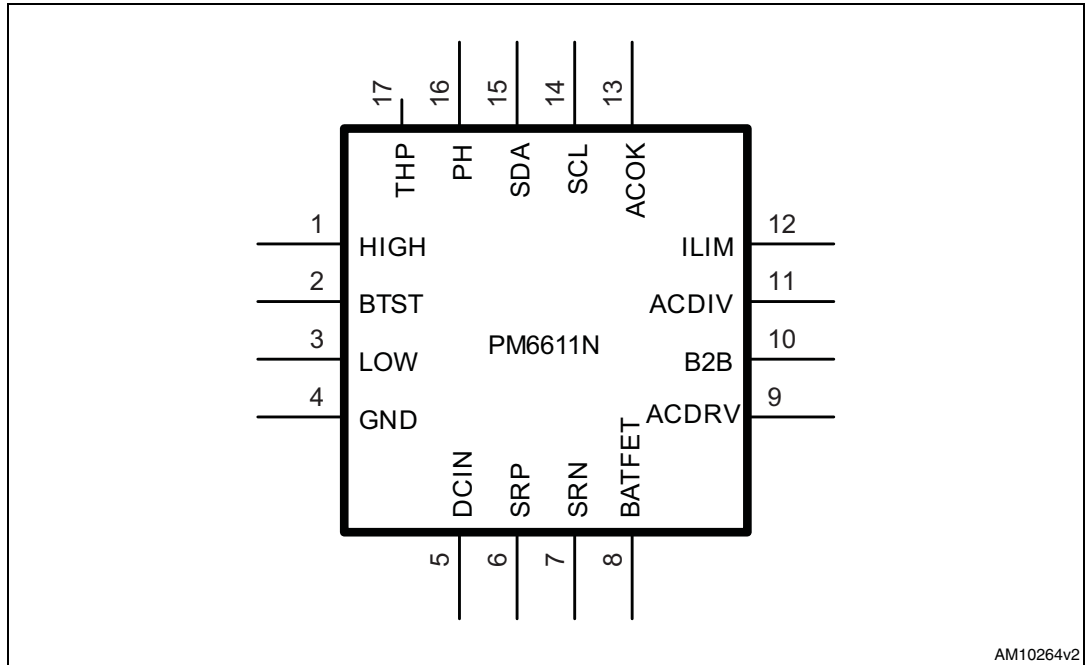 17 16 15 14 13
THP PH SDA SCL ACOK
1 HIGH ILIM 12
2 BTST ACDIV 11
3 LOW PM6611N B2B 10
4 GND ACDRV 9
DCIN SRP SRN BATFET
5 6 7 8
AM10264v2